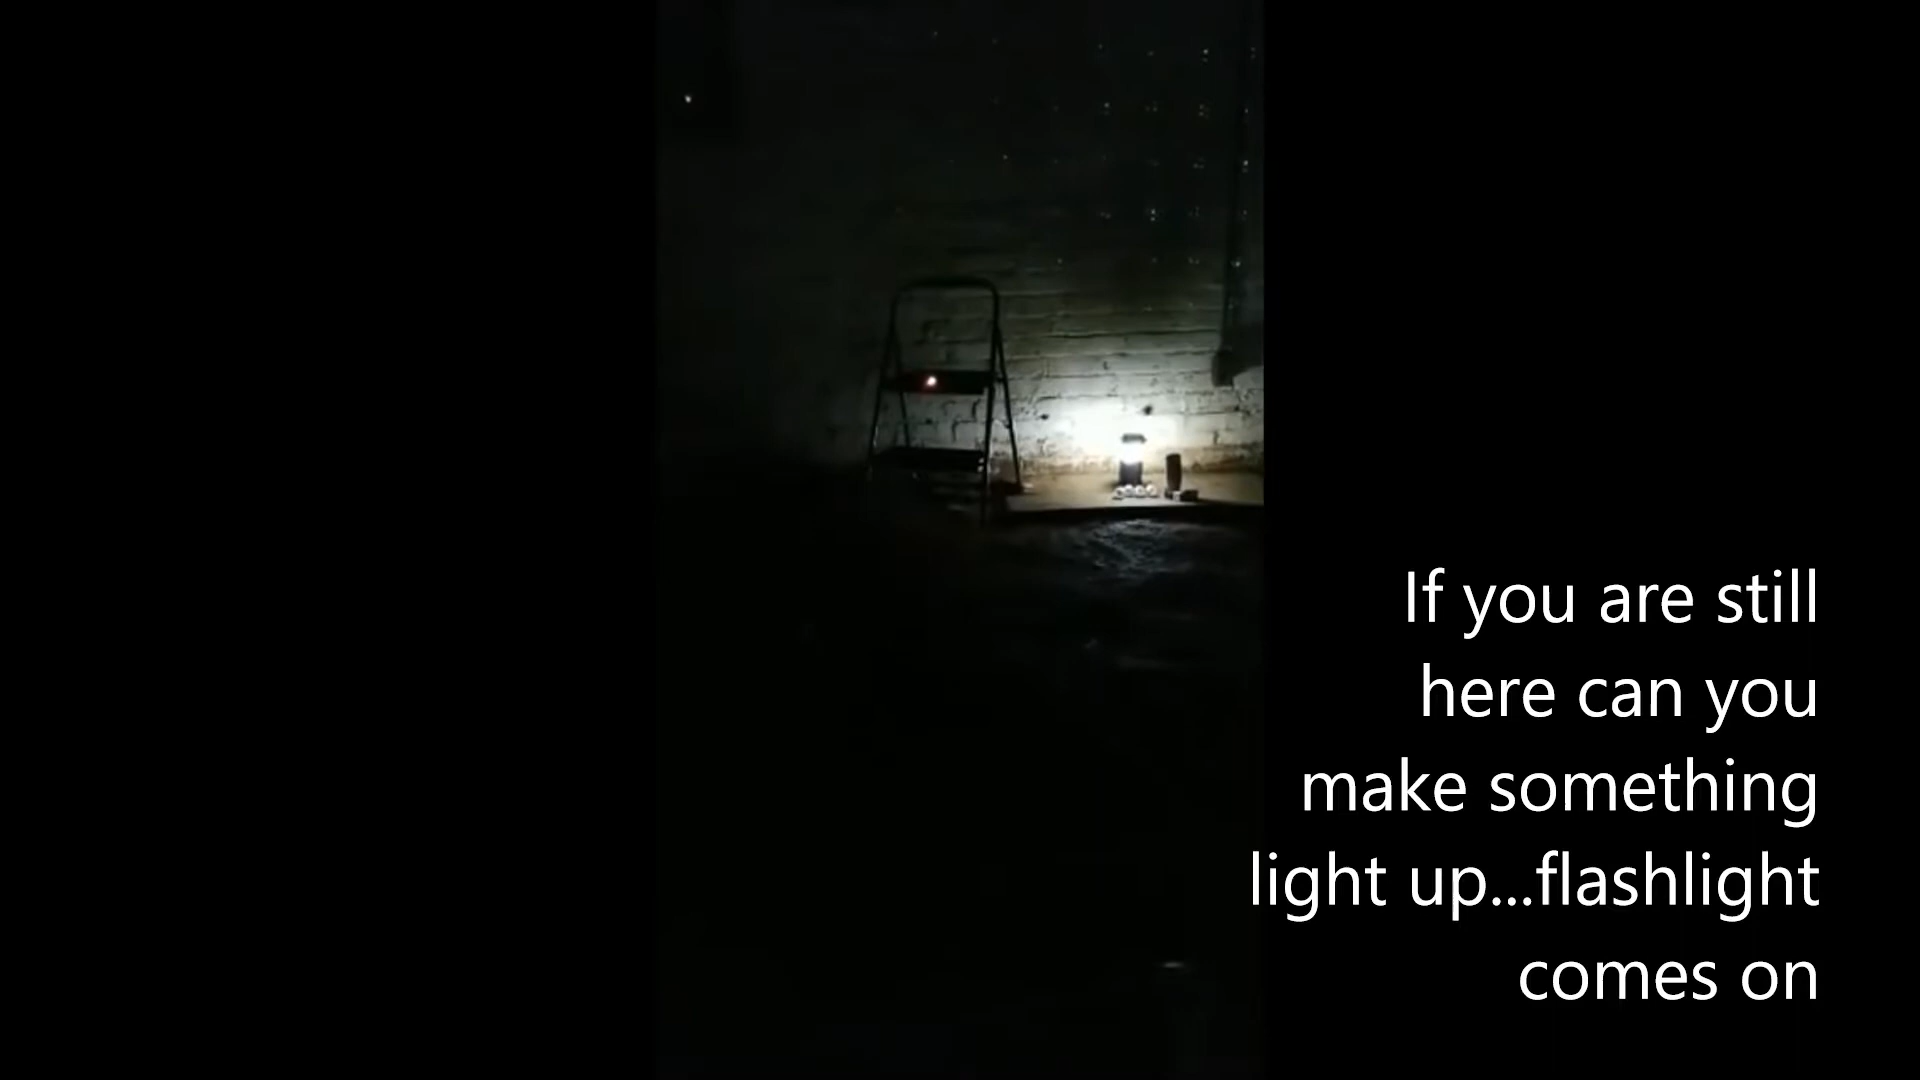 If you are still
here can you
make something
light up...flashlight
comes on